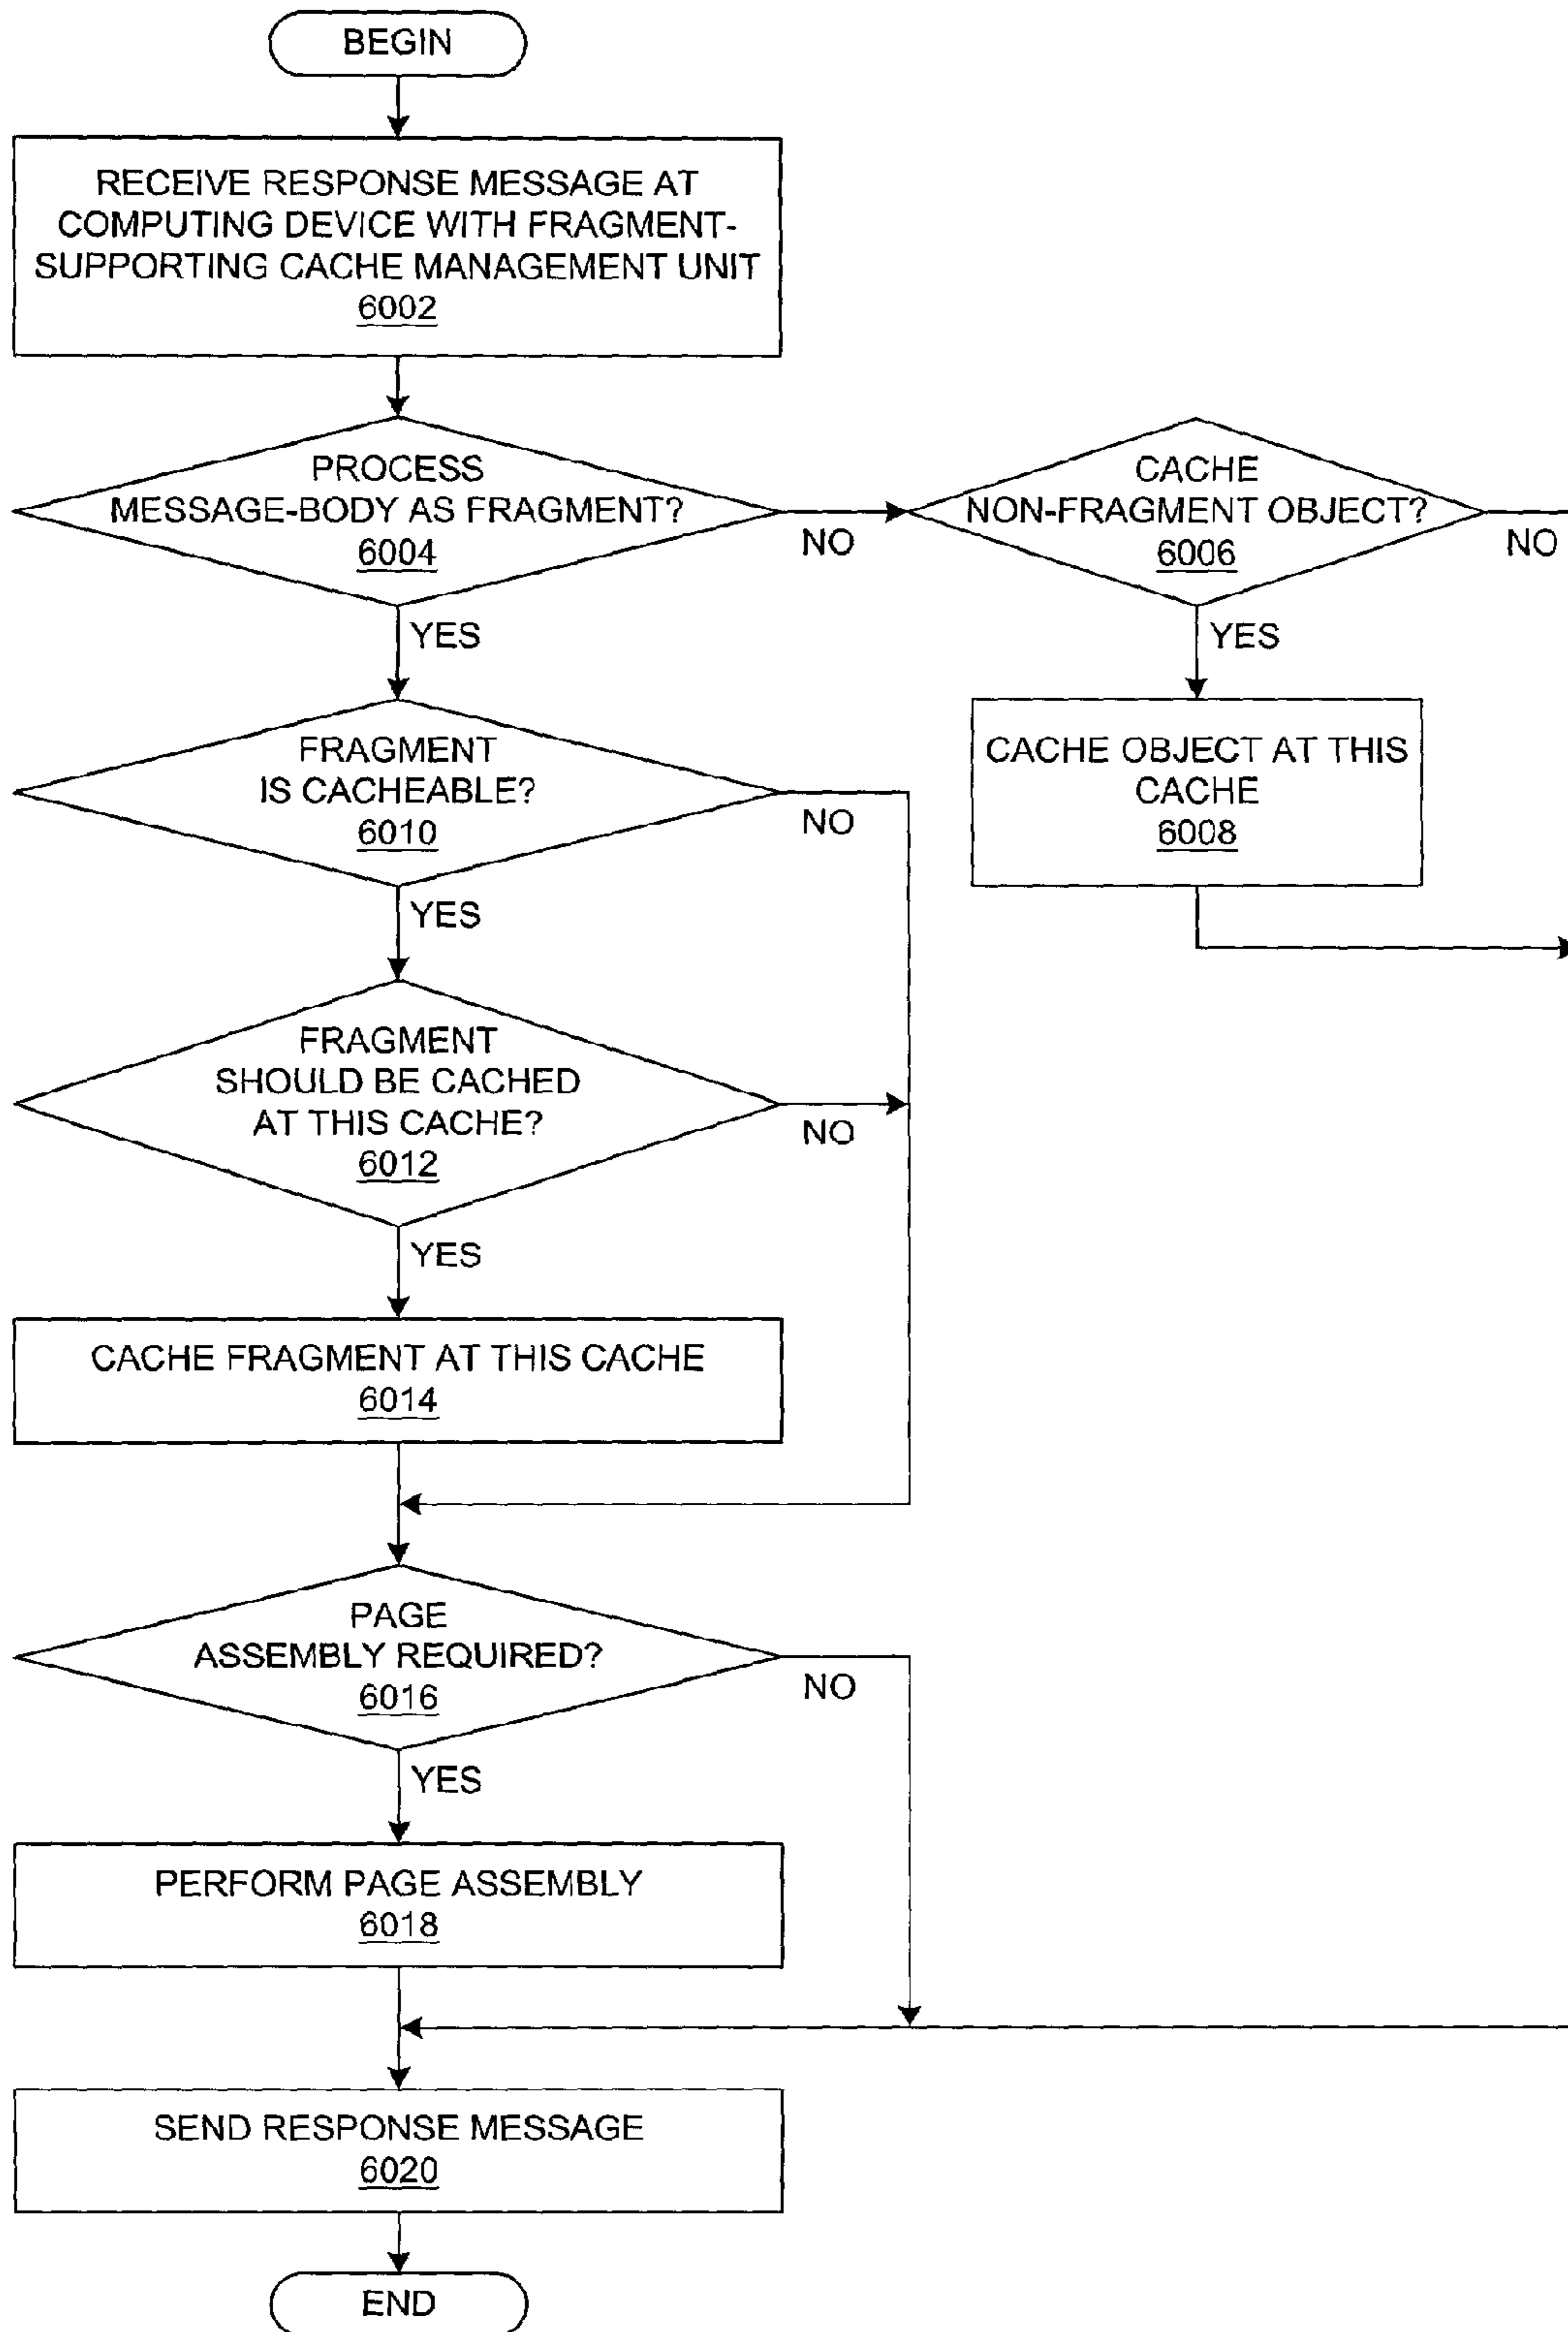 BEGIN
RECEIVE RESPONSE MESSAGE AT
COMPUTING DEVICE WITH FRAGMENT-
SUPPORTING CACHE MANAGEMENT UNIT
6002
PROCESS
MESSAGE-BODY AS FRAGMENT?
6004
NO
YES
CACHE
NON-FRAGMENT OBJECT?
6006
NO
YES
CACHE OBJECT AT THIS
CACHE
6008
FRAGMENT
IS CACHEABLE?
6010
NO
YES
FRAGMENT
SHOULD BE CACHED
AT THIS CACHE?
6012
NO
YES
CACHE FRAGMENT AT THIS CACHE
6014
PAGE
ASSEMBLY REQUIRED?
6016
NO
YES
PERFORM PAGE ASSEMBLY
6018
SEND RESPONSE MESSAGE
6020
END